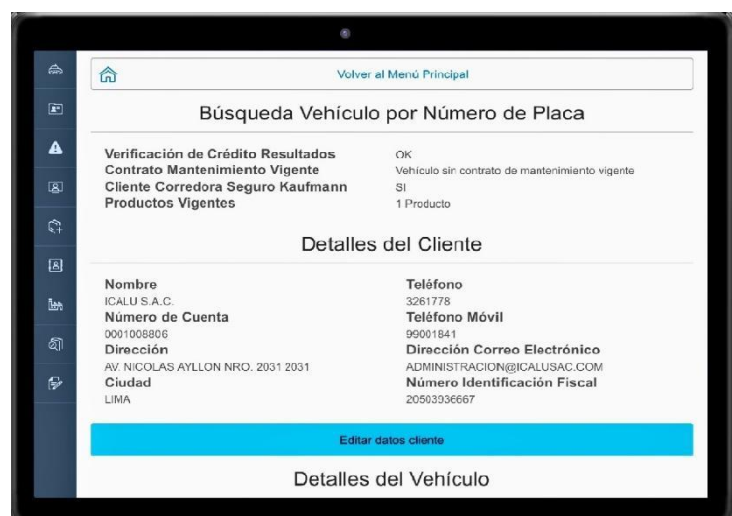 Volver al Menú Principal
Búsqueda Vehículo por Número de Placa
Verificación de Crédito Resultados OK
Contrato Mantenimiento Vigente Vehículo sin contrato de mantenimiento vigente
Cliente Corredora Seguro Kaufmann SI
Productos Vigentes 1 Producto
Detalles del Cliente
Nombre Teléfono
ICALU S.A.C. 3261778
Número de Cuenta Teléfono Móvil
0001008806 99001841
Dirección Dirección Correo Electrónico
AV. NICOLAS AYLLON NRO. 2031 2031 ADMINISTRACION@ICALUSAC.COM
Ciudad Número Identificación Fiscal
LIMA 20503936667
Editar datos cliente
Detalles del Vehículo